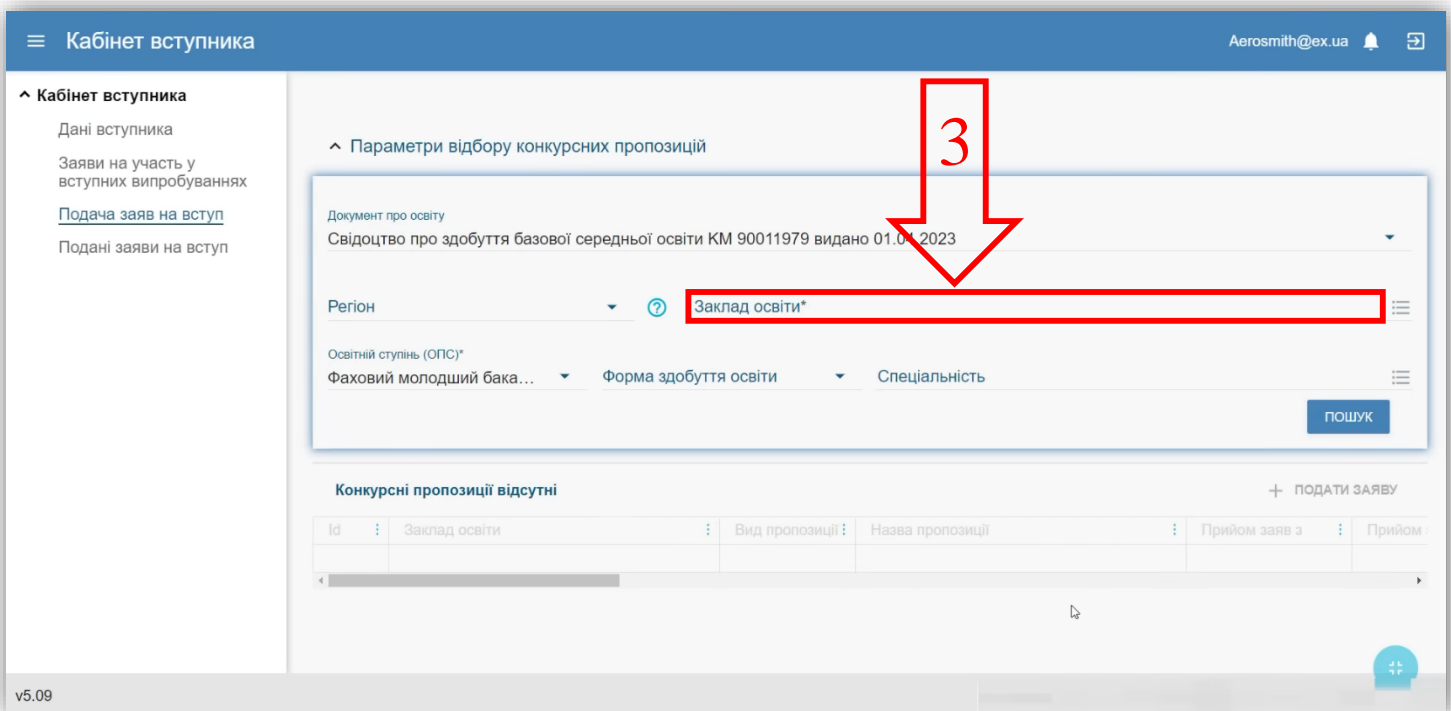 Кабінет вступника
Aerosmith@ex.ua
Кабінет вступника
Дані вступника
Заяви на участь у
вступних випробуваннях
Подача заяв на вступ
Подані заяви на вступ
3
Параметри відбору конкурсних пропозицій
Документ про освіту
Свідоцтво про здобуття базової середньої освіти КМ 90011979 видано 01.04.2023
Регіон
Заклад освіти*
Освітній ступінь (ОПС)*
Фаховий молодший бака...
Форма здобуття освіти
Спеціальність
ПОШУК
Конкурсні пропозиції відсутні
+ ПОДАТИ ЗАЯВУ
Id Заклад освіти Вид пропозиції Назва пропозиції Прийом заяв з Прийом
v5.09